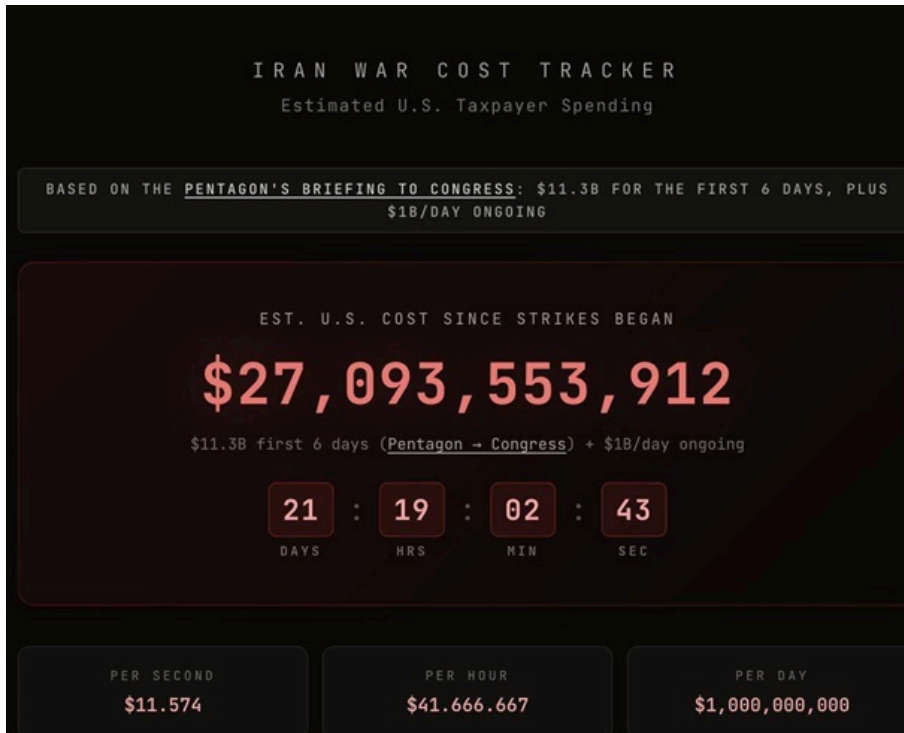 IRAN WAR COST TRACKER
Estimated U.S. Taxpayer Spending
BASED ON THE PENTAGON'S BRIEFING TO CONGRESS: $11.3B FOR THE FIRST 6 DAYS, PLUS
$1B/DAY ONGOING
EST. U.S. COST SINCE STRIKES BEGAN
$27,093,553,912
$11.3B first 6 days (Pentagon → Congress) + $1B/day ongoing
21 : 19 : 02 : 43
DAYS HRS MIN SEC
PER SECOND PER HOUR PER DAY
$11.574 $41.666.667 $1,000,000,000